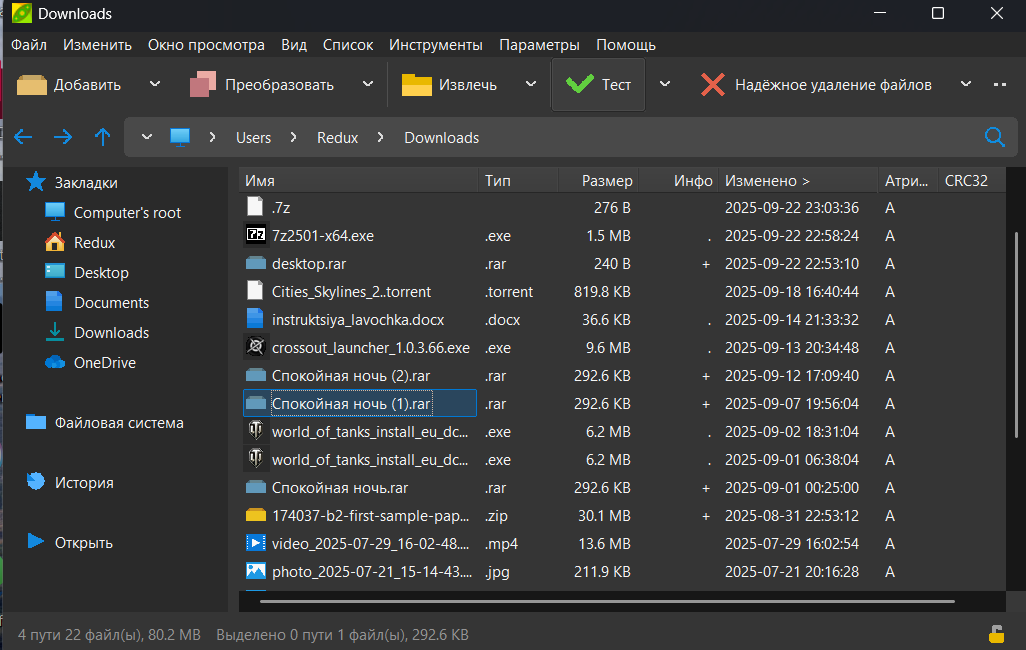 Downloads
Файл Изменить Окно просмотра Вид Список Инструменты Параметры Помощь
Добавить Преобразовать Извлечь Тест Надёжное удаление файлов
Users > Redux > Downloads
Закладки
Computer's root
Redux
Desktop
Documents
Downloads
OneDrive
Файловая система
История
Открыть
Имя Тип Размер Инфо Изменено > Атри... CRC32
.7z 276 B 2025-09-22 23:03:36 A
7z2501-x64.exe .exe 1.5 MB . 2025-09-22 22:58:24 A
desktop.rar .rar 240 B + 2025-09-22 22:53:10 A
Cities_Skylines_2..torrent .torrent 819.8 KB 2025-09-18 16:40:44 A
instruktsiya_lavochka.docx .docx 36.6 KB . 2025-09-14 21:33:32 A
crossout_launcher_1.0.3.66.exe .exe 9.6 MB . 2025-09-13 20:34:48 A
Спокойная ночь (2).rar .rar 292.6 KB + 2025-09-12 17:09:40 A
Спокойная ночь (1).rar .rar 292.6 KB + 2025-09-07 19:56:04 A
world_of_tanks_install_eu_dc... .exe 6.2 MB . 2025-09-02 18:31:04 A
world_of_tanks_install_eu_dc... .exe 6.2 MB . 2025-09-01 06:38:04 A
Спокойная ночь.rar .rar 292.6 KB + 2025-09-01 00:25:00 A
174037-b2-first-sample-pap... .zip 30.1 MB + 2025-08-31 22:53:12 A
video_2025-07-29_16-02-48.... .mp4 13.6 MB 2025-07-29 16:02:54 A
photo_2025-07-21_15-14-43.... .jpg 211.9 KB 2025-07-21 20:16:28 A
4 пути 22 файл(ы), 80.2 MB Выделено 0 пути 1 файл(ы), 292.6 KB